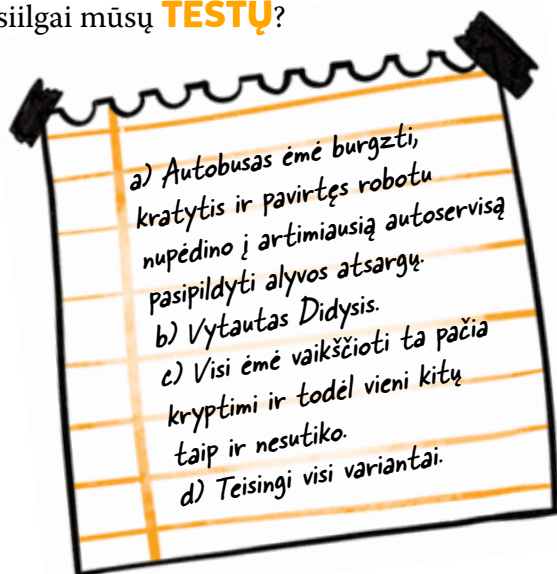 siilgai mūsų TESTŲ?
a) Autobusas ėmė burgzti,
kratytis ir pavirtęs robotu
nupėdino į artimiausią autoservisą
pasipildyti alyvos atsargų.
b) Vytautas Didysis.
c) Visi ėmė vaikščioti ta pačia
kryptimi ir todėl vieni kitų
taip ir nesutiko.
d) Teisingi visi variantai.